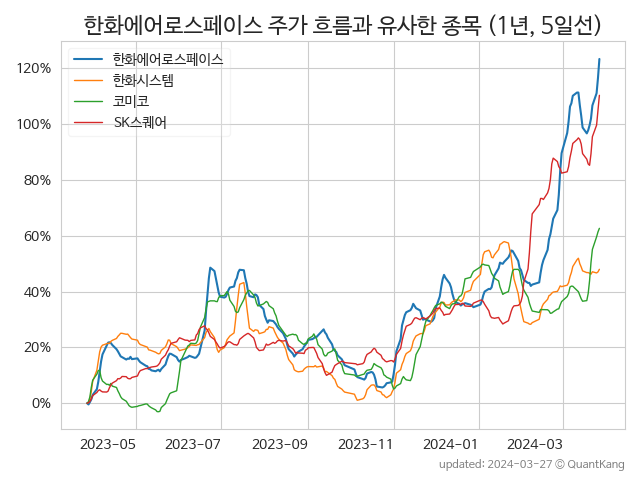 한화에어로스페이스 주가 흐름과 유사한 종목 (1년, 5일선)
한화에어로스페이스
한화시스템
코미코
SK스퀘어
120%
100%
80%
60%
40%
20%
0%
2023-05 2023-07 2023-09 2023-11 2024-01 2024-03
updated: 2024-03-27 © QuantKang